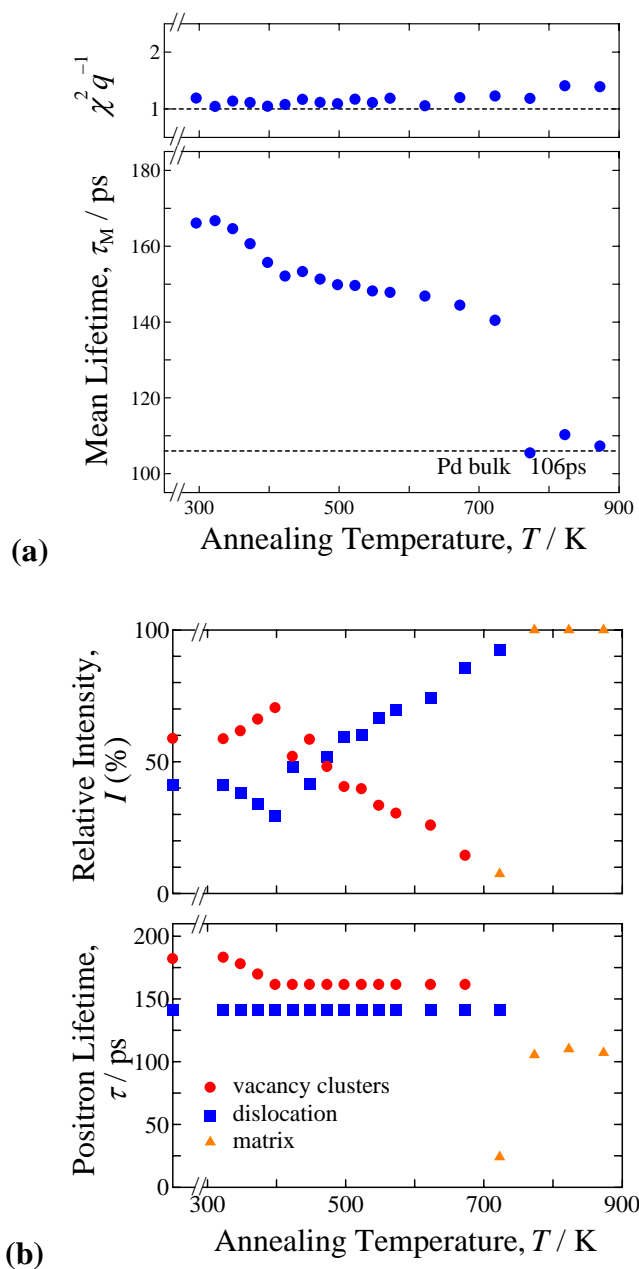 2
1
χ² q⁻¹
180
160
140
120
100
Mean Lifetime, τM / ps
Pd bulk 106ps
300 500 700 900
Annealing Temperature, T / K
(a)
100
50
0
Relative Intensity,
I (%)
200
150
100
50
0
Positron Lifetime,
τ / ps
vacancy clusters
dislocation
matrix
300 500 700 900
Annealing Temperature, T / K
(b)